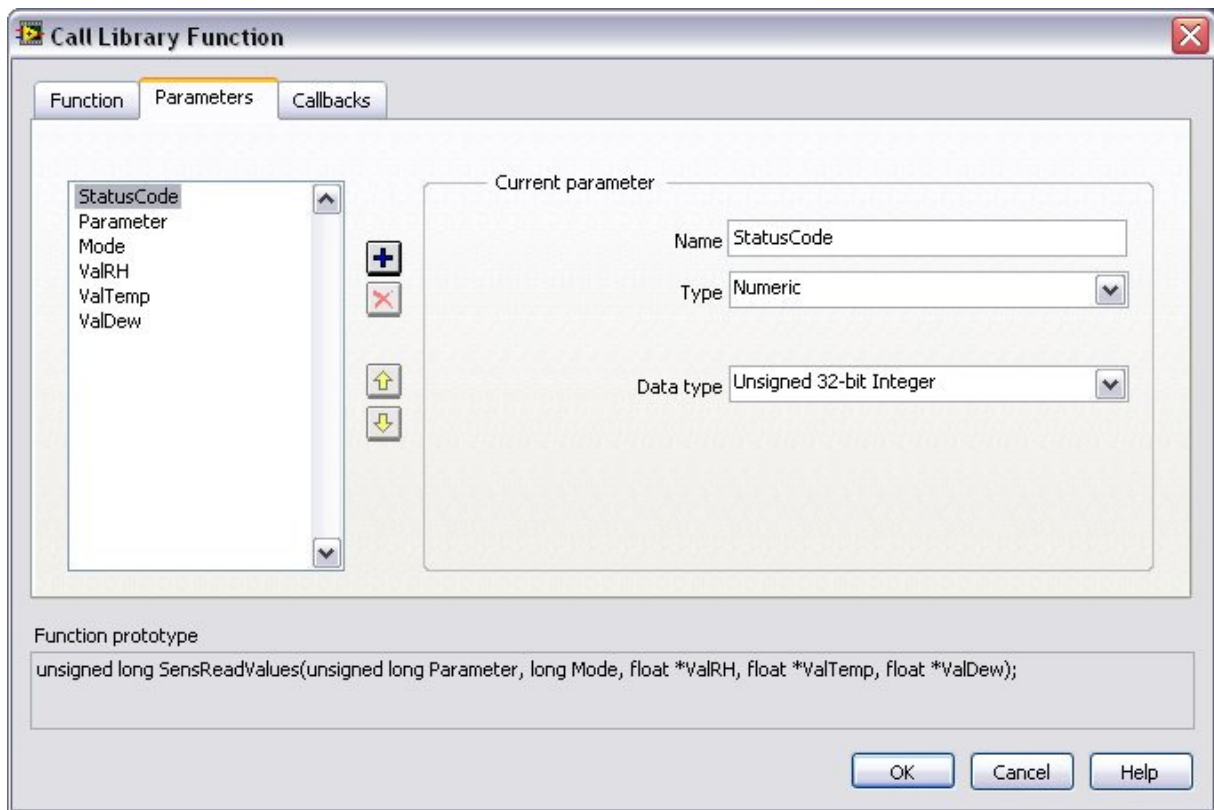 Call Library Function
Function
Parameters
Callbacks
StatusCode
Parameter
Mode
ValRH
ValTemp
ValDew
Current parameter
Name StatusCode
Type Numeric
Data type Unsigned 32-bit Integer
Function prototype
unsigned long SensReadValues(unsigned long Parameter, long Mode, float *ValRH, float *ValTemp, float *ValDew);
OK
Cancel
Help